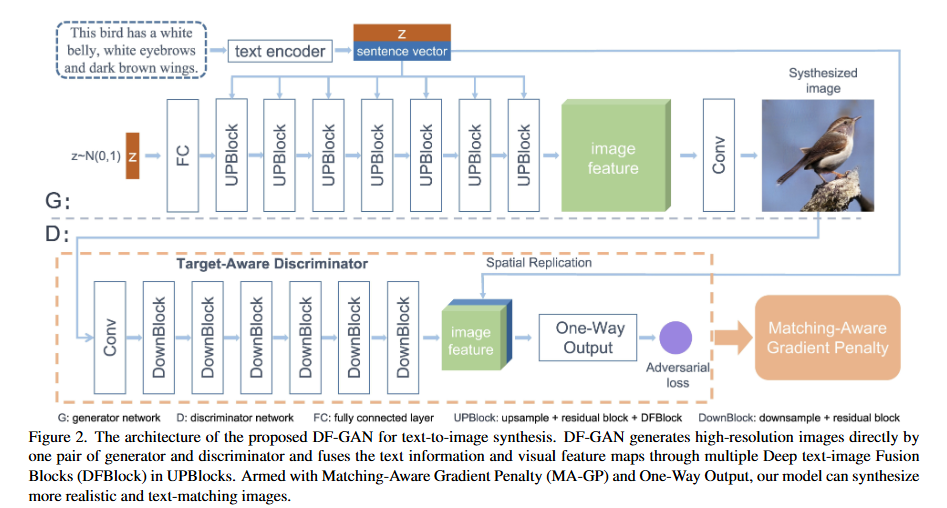 This bird has a white
belly, white eyebrows
and dark brown wings.
text encoder
z
sentence vector
Systhesized
image
z~N(0,1)
z
FC
UPBlock
UPBlock
UPBlock
UPBlock
UPBlock
UPBlock
UPBlock
image
feature
Conv
G:
D:
Target-Aware Discriminator
Spatial Replication
Conv
DownBlock
DownBlock
DownBlock
DownBlock
DownBlock
DownBlock
image
feature
One-Way
Output
Adversarial
loss
Matching-Aware
Gradient Penalty
G: generator network D: discriminator network FC: fully connected layer UPBlock: upsample + residual block + DFBlock DownBlock: downsample + residual block
Figure 2. The architecture of the proposed DF-GAN for text-to-image synthesis. DF-GAN generates high-resolution images directly by
one pair of generator and discriminator and fuses the text information and visual feature maps through multiple Deep text-image Fusion
Blocks (DFBlock) in UPBlocks. Armed with Matching-Aware Gradient Penalty (MA-GP) and One-Way Output, our model can synthesize
more realistic and text-matching images.